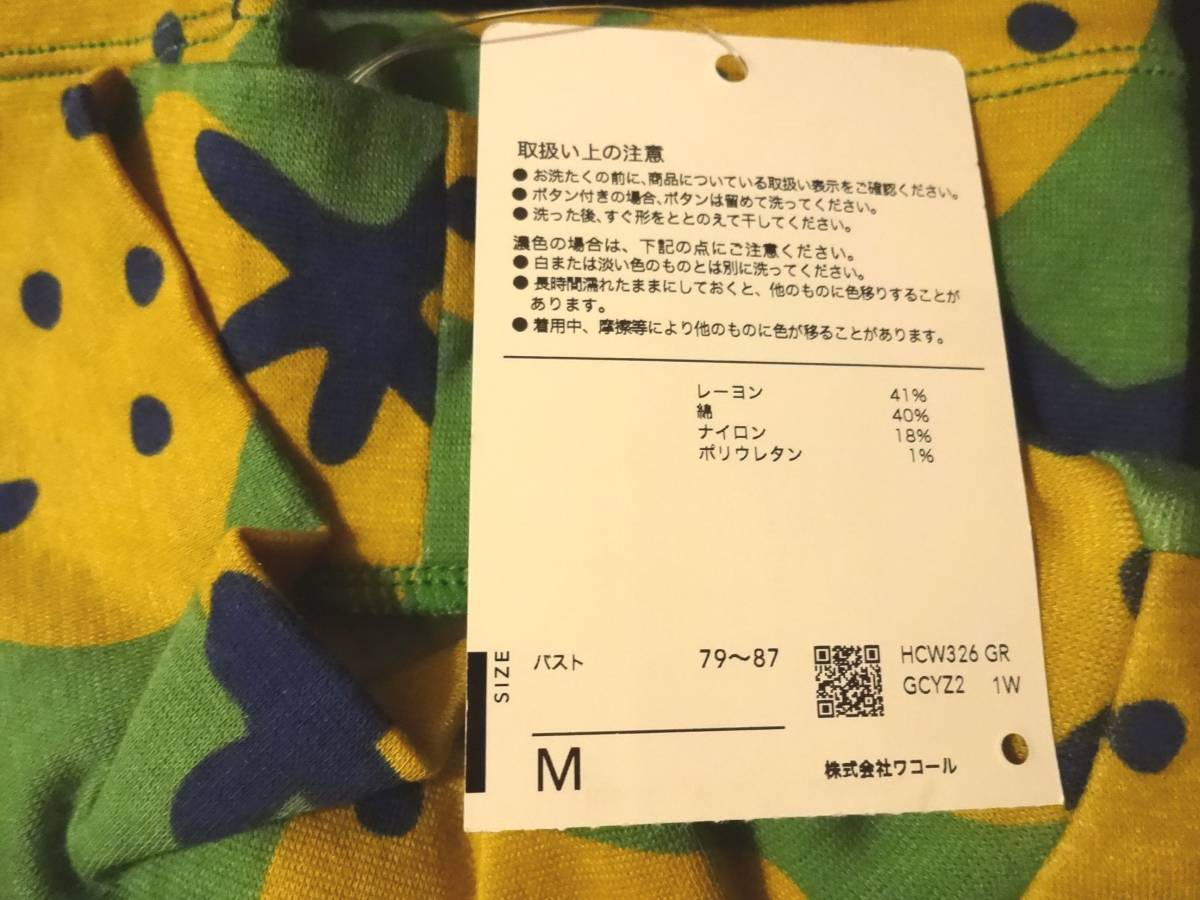 取扱い上の注意
● お洗たくの前に、商品についている取扱い表示をご確認ください。
● ボタン付きの場合、ボタンは留めて洗ってください。
● 洗った後、すぐ形をととのえて干してください。
濃色の場合は、下記の点にご注意ください。
● 白または淡い色のものとは別に洗ってください。
● 長時間濡れたままにしておくと、他のものに色移りすることが
あります。
● 着用中、摩擦等により他のものに色が移ることがあります。
レーヨン 41%
綿 40%
ナイロン 18%
ポリウレタン 1%
SIZE
バスト 79〜87
M
HCW326 GR
GCYZ2 1W
株式会社ワコール